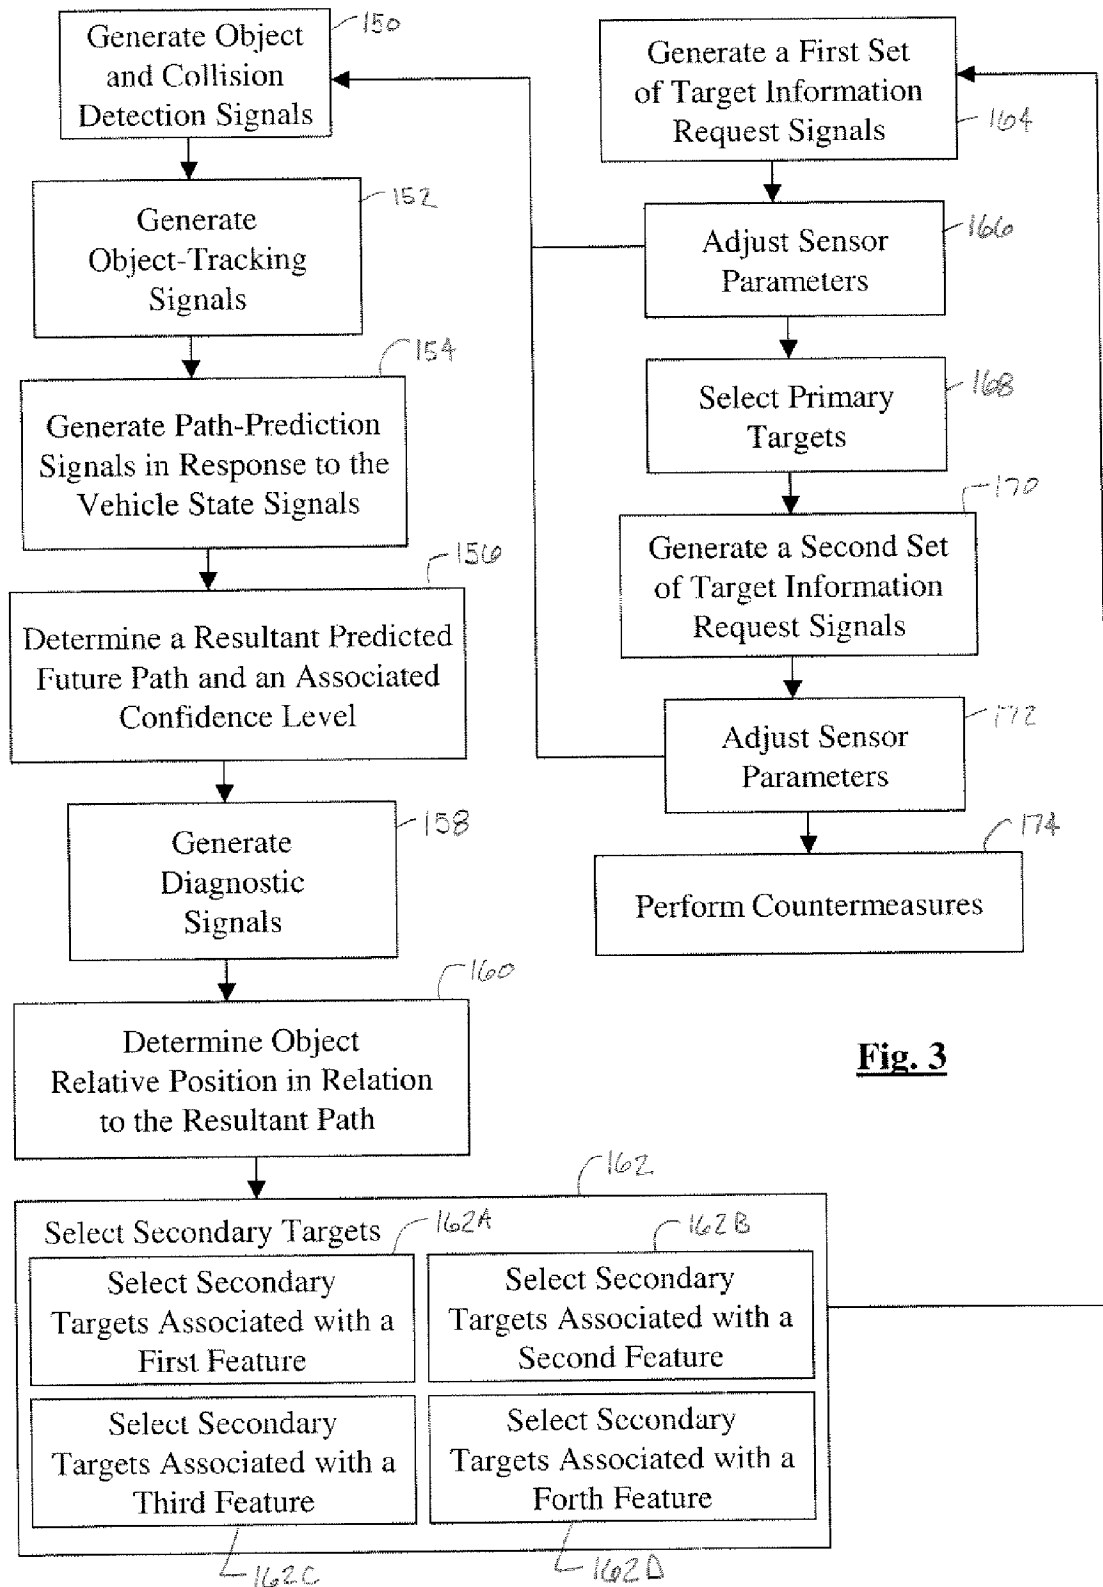 Generate Object
and Collision
Detection Signals
150
Generate
Object-Tracking
Signals
152
Generate Path-Prediction
Signals in Response to the
Vehicle State Signals
154
Determine a Resultant Predicted
Future Path and an Associated
Confidence Level
156
Generate
Diagnostic
Signals
158
Determine Object
Relative Position in Relation
to the Resultant Path
160
Select Secondary Targets
162
Select Secondary
Targets Associated with a
First Feature
162A
Select Secondary
Targets Associated with a
Second Feature
162B
Select Secondary
Targets Associated with a
Third Feature
162C
Select Secondary
Targets Associated with a
Forth Feature
162D
Generate a First Set
of Target Information
Request Signals
164
Adjust Sensor
Parameters
166
Select Primary
Targets
168
Generate a Second Set
of Target Information
Request Signals
170
Adjust Sensor
Parameters
172
Perform Countermeasures
174
Fig. 3